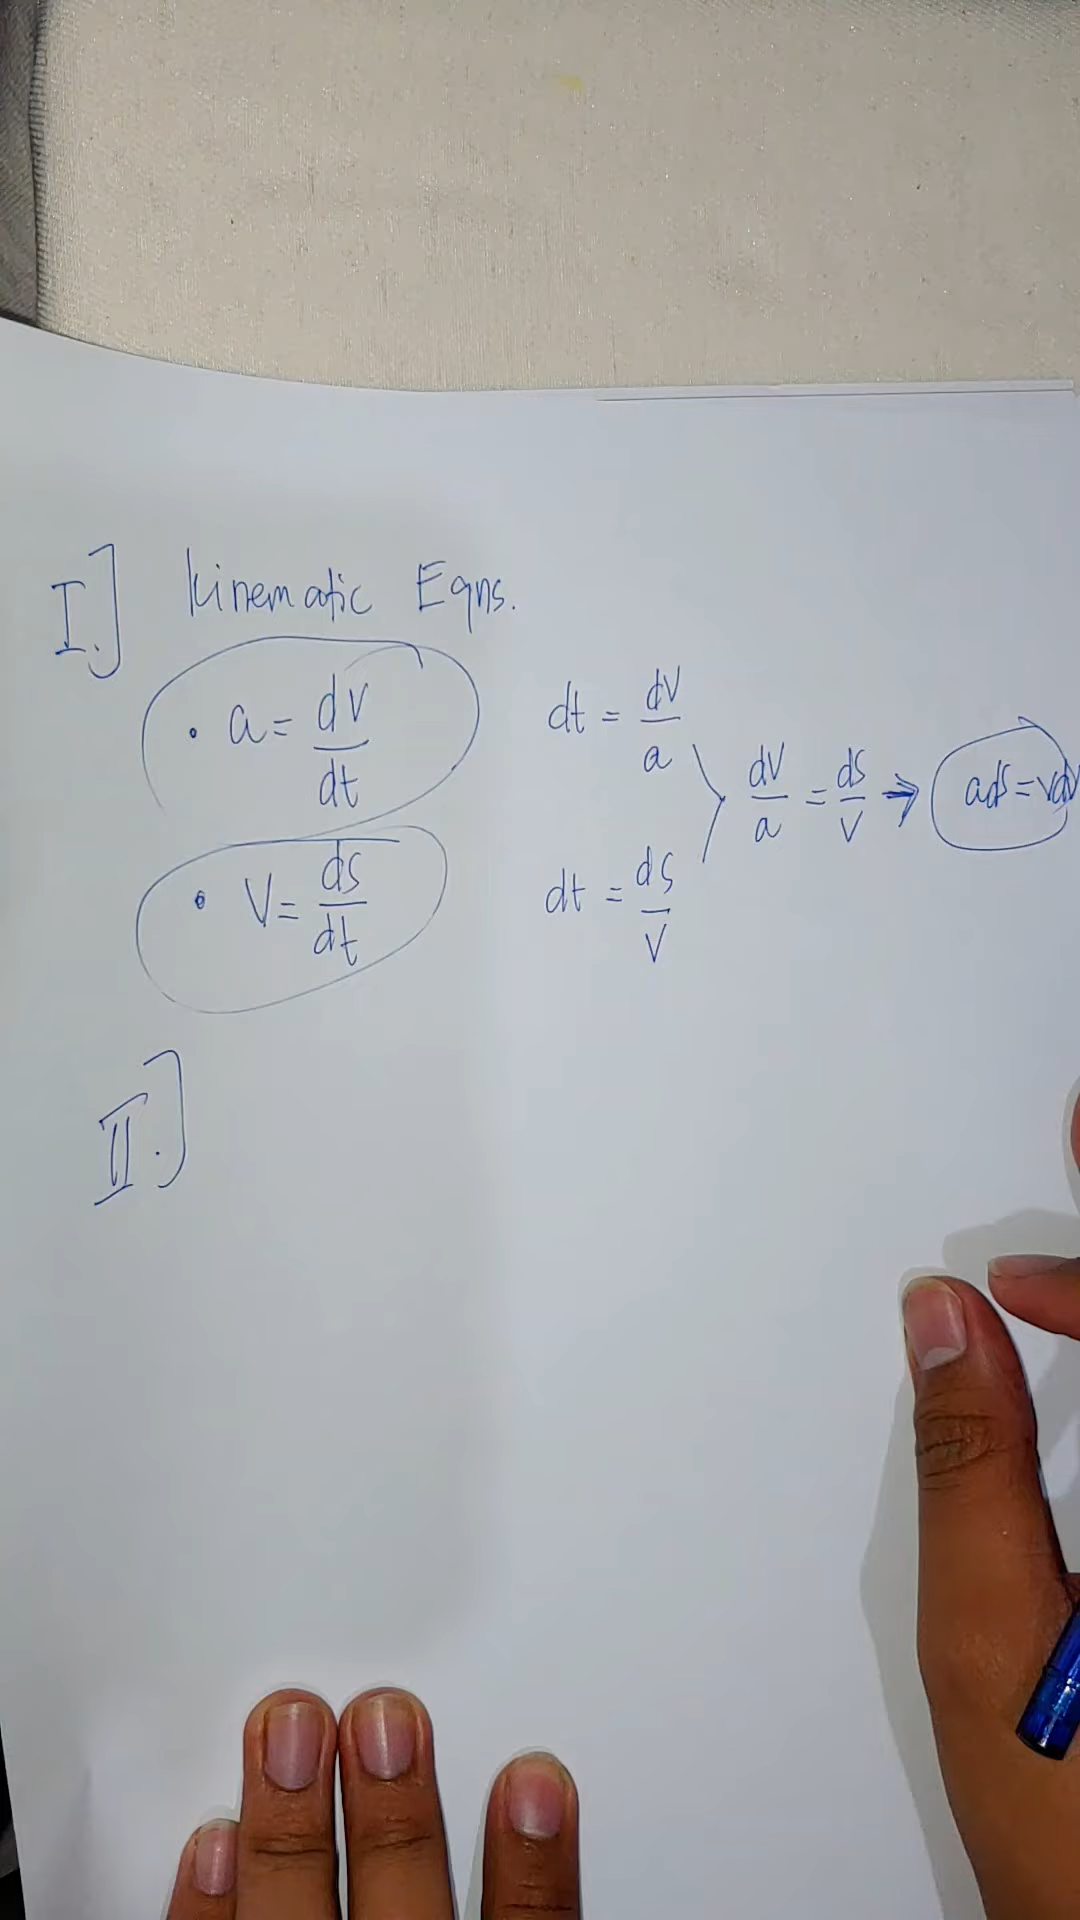 I.] Kinematic Eqns.
• a = dv/dt
dt = dv/a
dv/a = ds/v → ads = vdv
• V = ds/dt
dt = ds/v
II.]